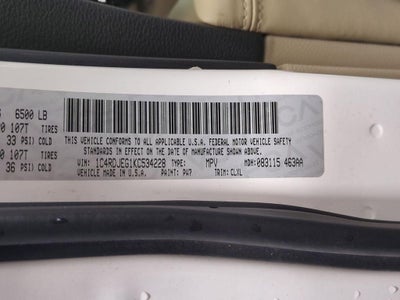 6500 LB
107T TIRES
33 PSI) COLD
107T TIRES
36 PSI) COLD
THIS VEHICLE CONFORMS TO ALL APPLICABLE U.S.A. FEDERAL MOTOR VEHICLE SAFETY
STANDARDS IN EFFECT ON THE DATE OF MANUFACTURE SHOWN ABOVE.
VIN: 1C4RDJEG1KC534228 TYPE: MPV MDH: 083115 463AA
VEHICLE MADE IN U.S.A. PAINT: PW7 TRIM: CLXL